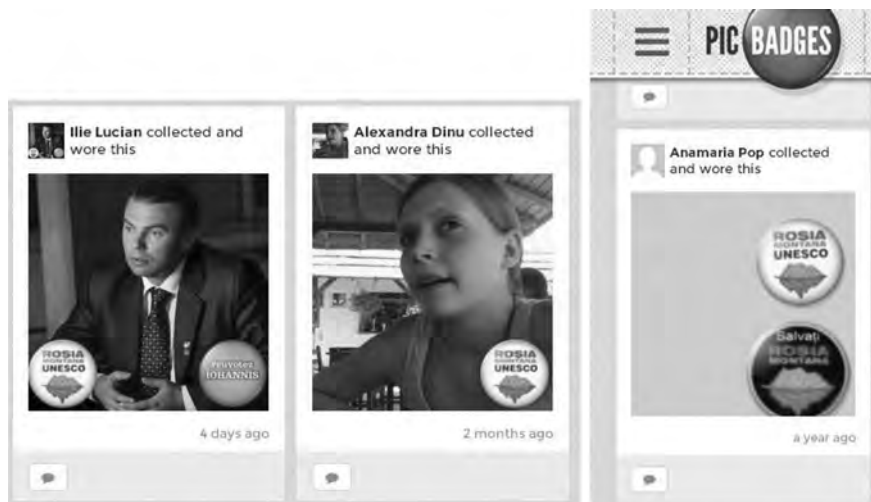 PIC BADGES
Ilie Lucian collected and
wore this
ROSIA
MONTANA
UNESCO
#euvotez
IOHANNIS
4 days ago
Alexandra Dinu collected
and wore this
ROSIA
MONTANA
UNESCO
2 months ago
Anamaria Pop collected
and wore this
ROSIA
MONTANA
UNESCO
Salvați
ROSIA
MONTANA
a year ago